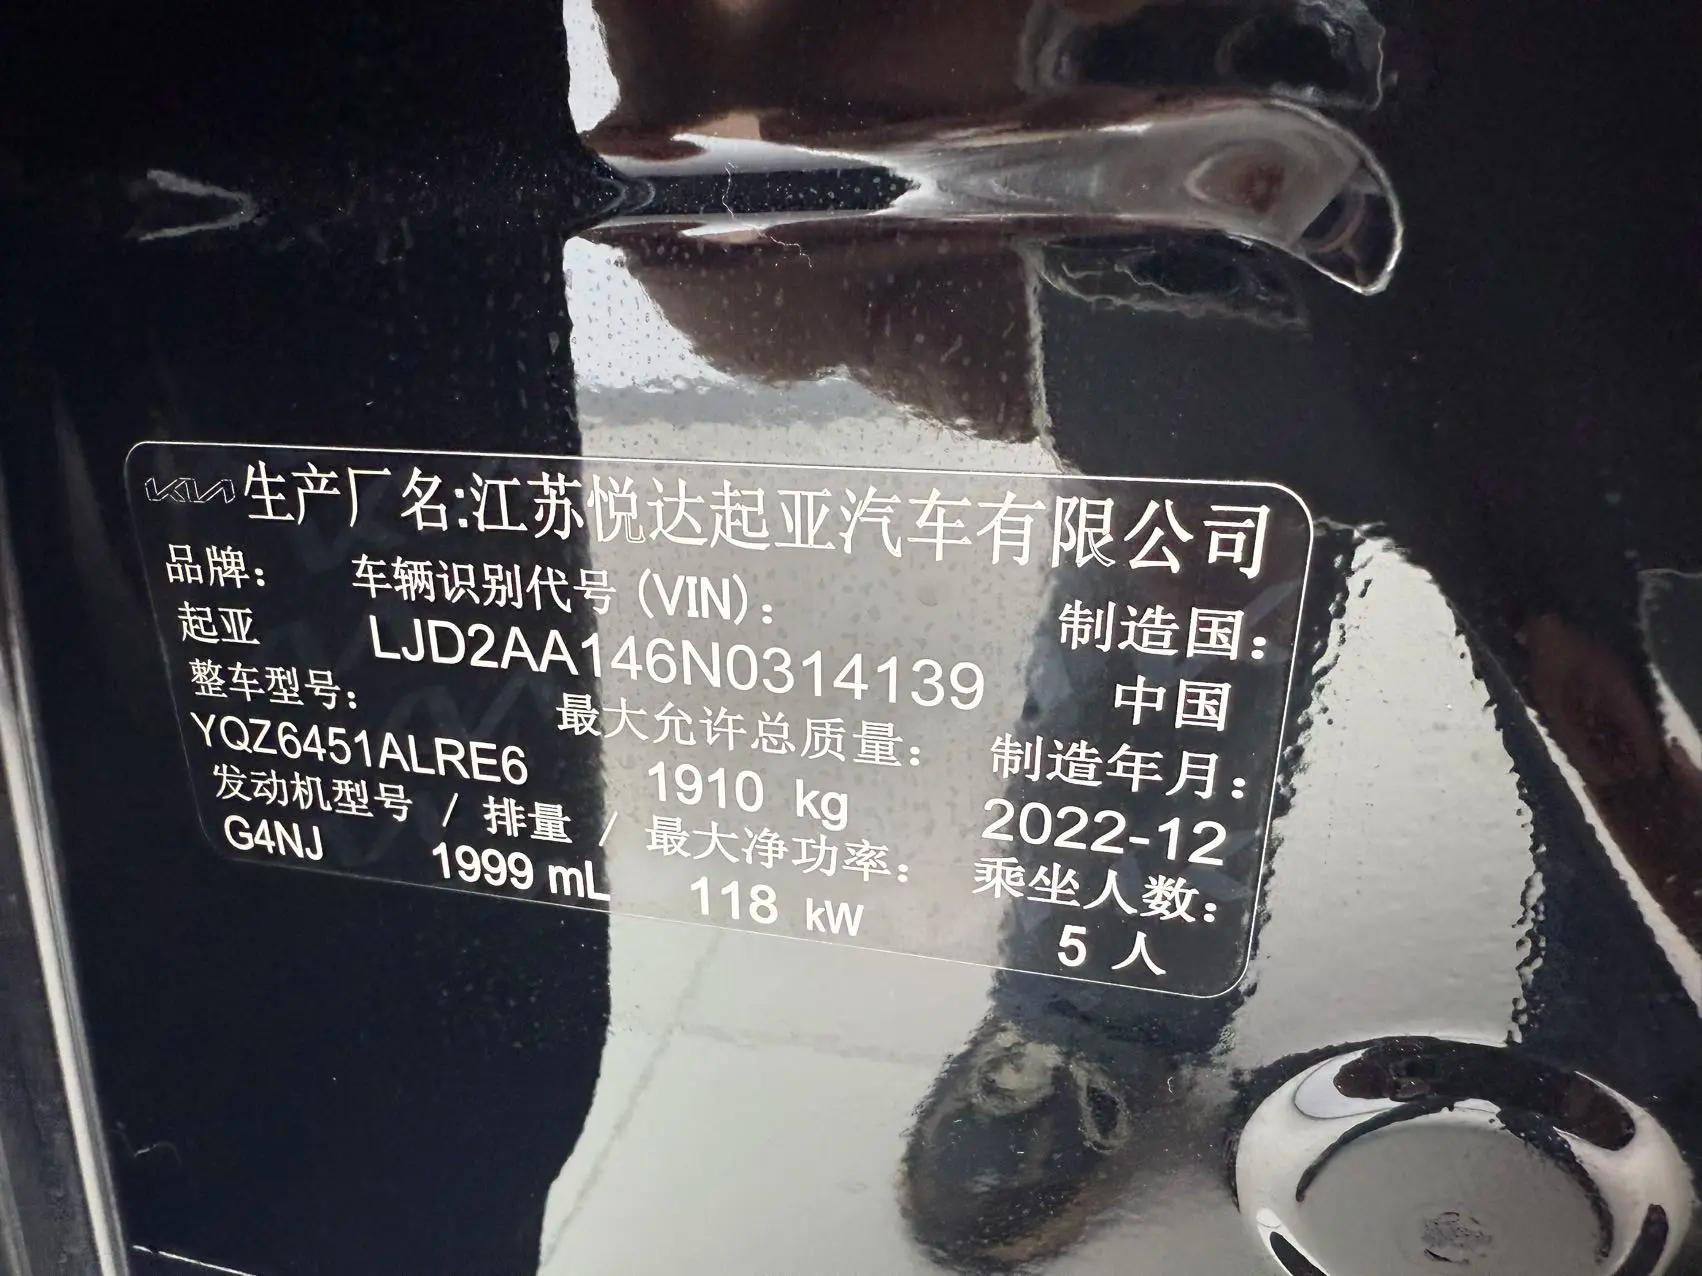 KIA 生产厂名:江苏悦达起亚汽车有限公司
品牌: 车辆识别代号 (VIN): 制造国:
起亚 LJD2AA146N0314139 中国
整车型号: 最大允许总质量: 制造年月:
YQZ6451ALRE6 1910 kg 2022-12
发动机型号 / 排量 / 最大净功率: 乘坐人数:
G4NJ 1999 mL 118 kW 5 人